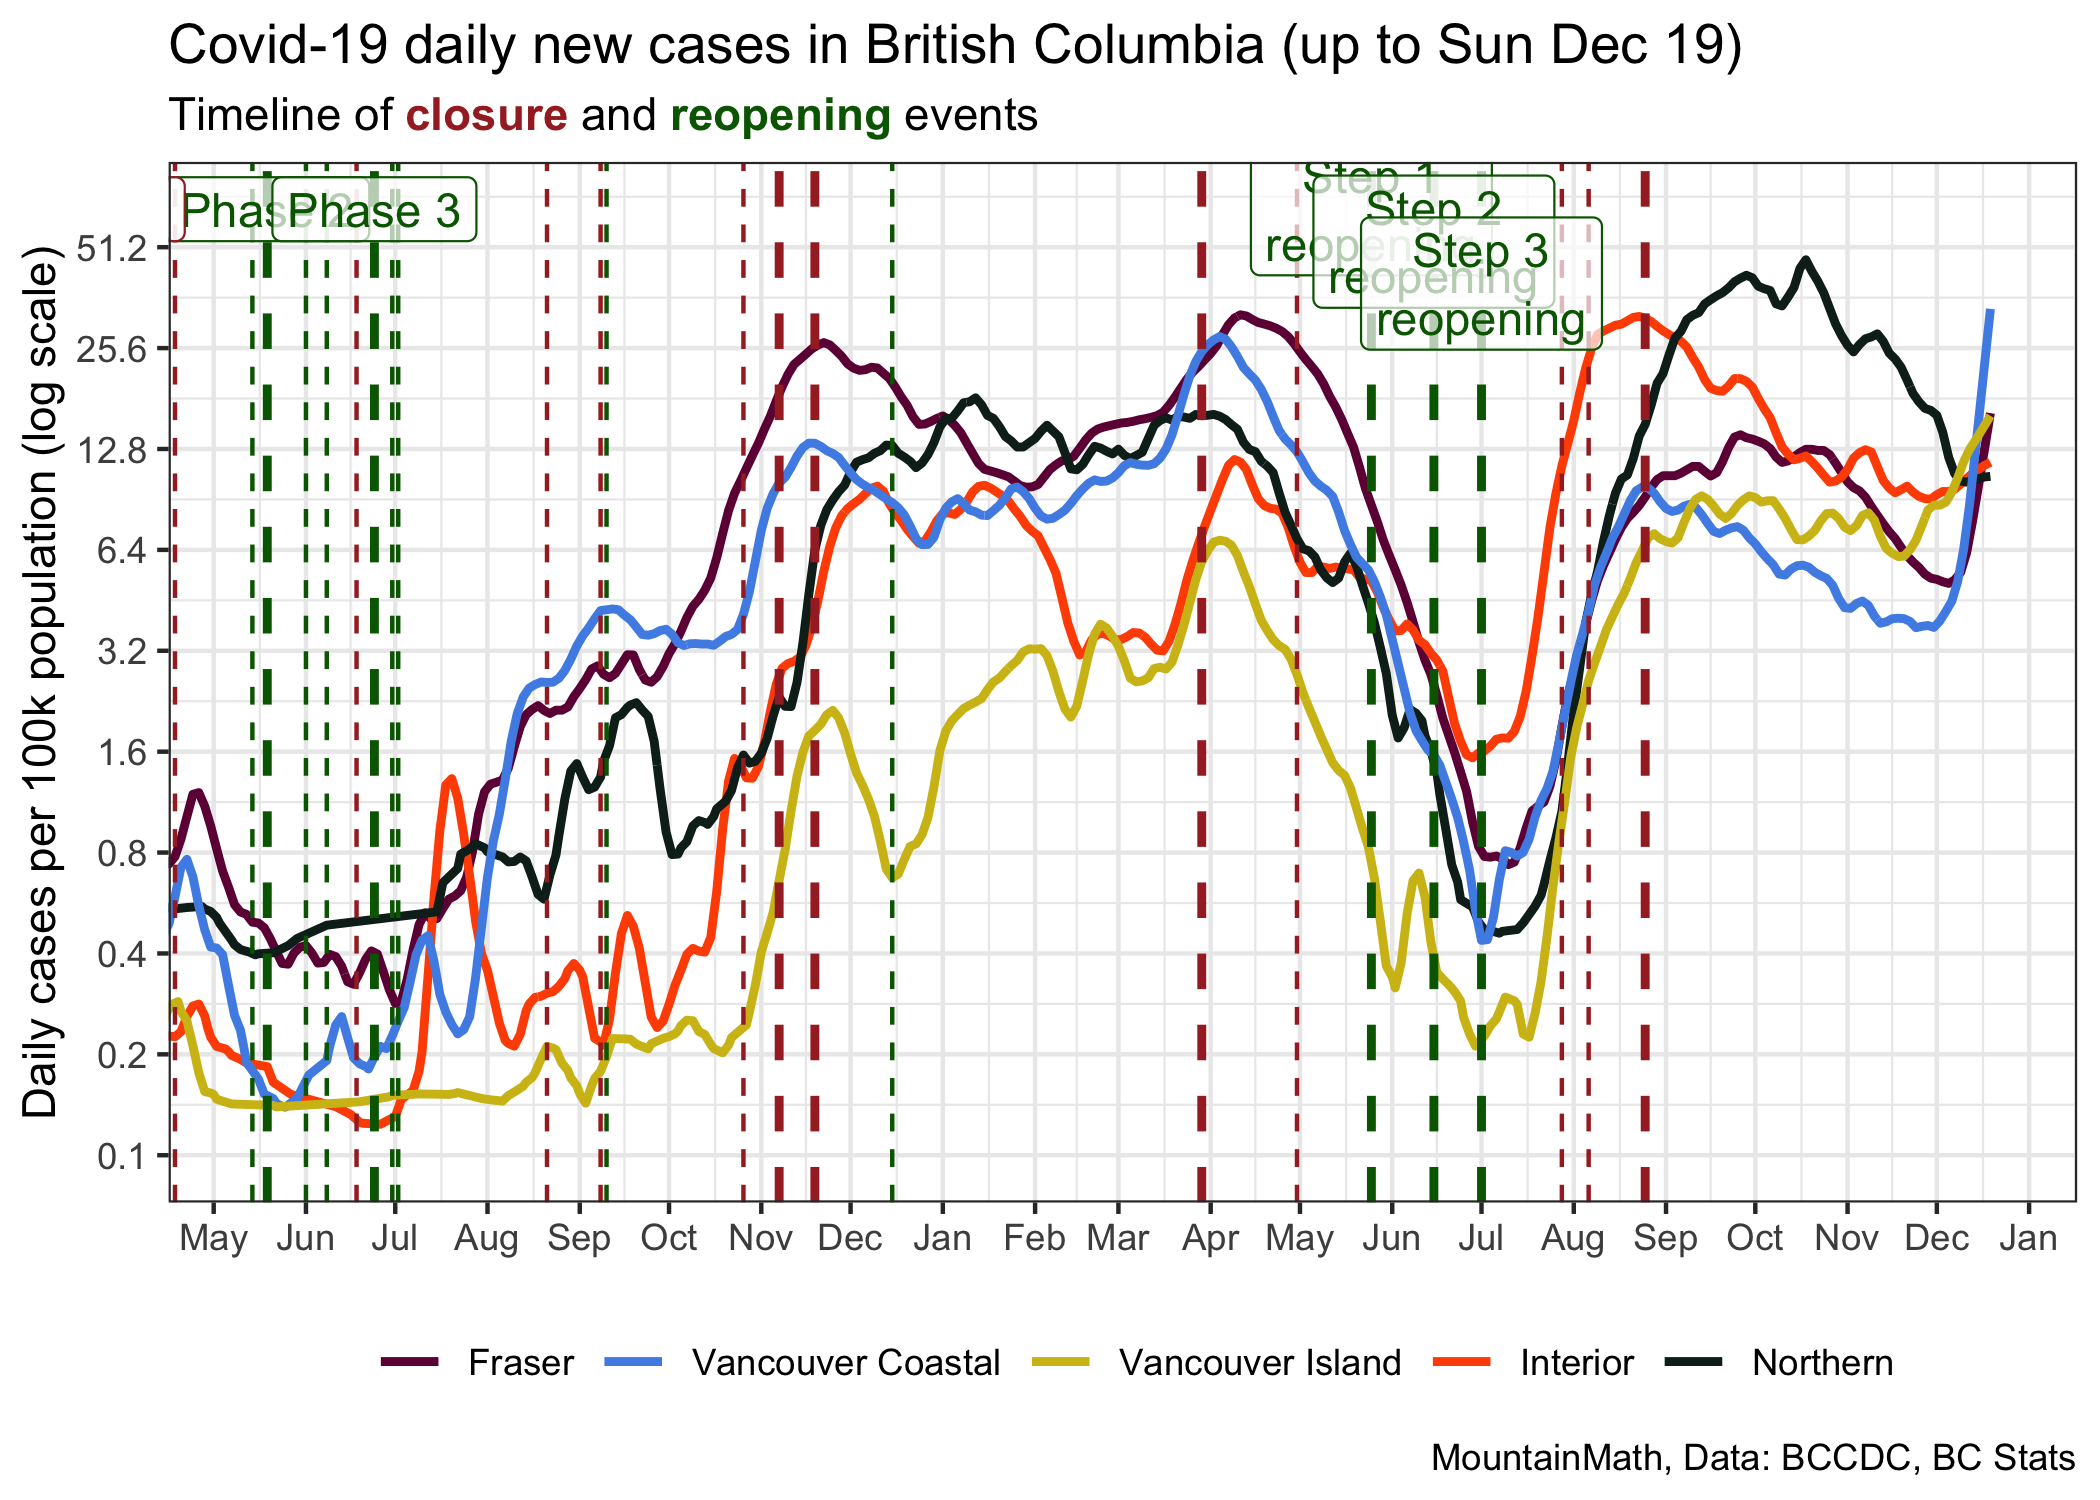 Covid-19 daily new cases in British Columbia (up to Sun Dec 19)
Timeline of closure and reopening events
Phase 2
Phase 3
Step 1
reopening
Step 2
reopening
Step 3
reopening
Daily cases per 100k population (log scale)
51.2
25.6
12.8
6.4
3.2
1.6
0.8
0.4
0.2
0.1
May Jun Jul Aug Sep Oct Nov Dec Jan Feb Mar Apr May Jun Jul Aug Sep Oct Nov Dec Jan
Fraser Vancouver Coastal Vancouver Island Interior Northern
MountainMath, Data: BCCDC, BC Stats